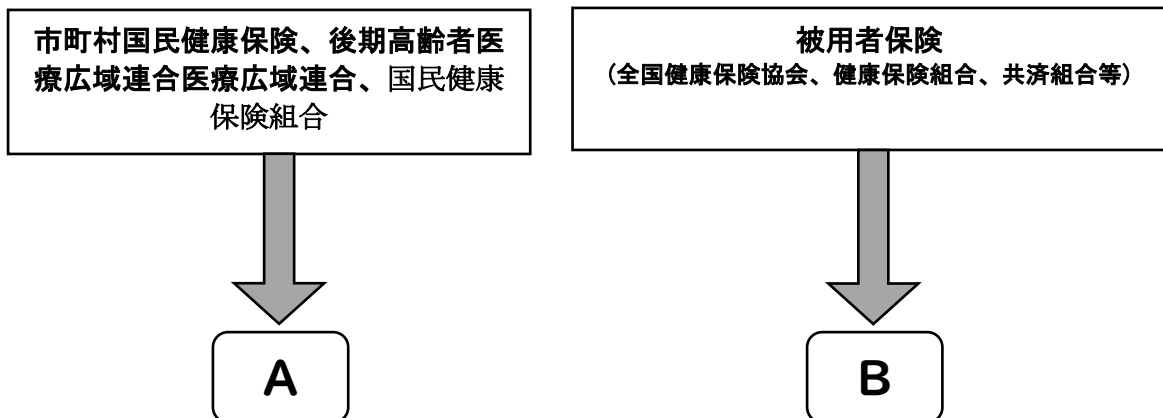 市町村国民健康保険、後期高齢者医
療広域連合医療広域連合、国民健康
保険組合
被用者保険
(全国健康保険協会、健康保険組合、共済組合等)
A
B